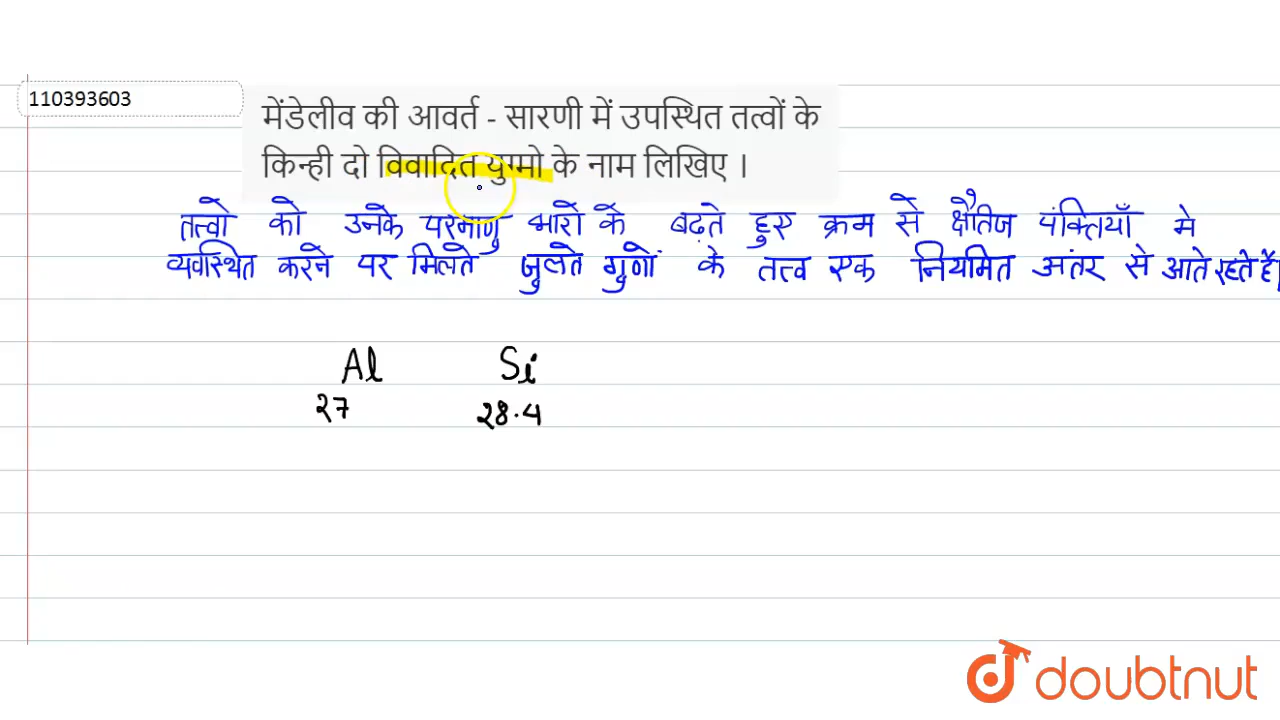 110393603
मेंडेलीव की आवर्त - सारणी में उपस्थित तत्वों के
किन्ही दो विवादित युग्मो के नाम लिखिए ।
तत्वो को उनके परमाणु भारो के बढ़ते हुए क्रम से क्षैतिज पंक्तियाँ मे
व्यवस्थित करने पर मिलते जुलते गुणों के तत्व एक नियमित अंतर से आते रहते हैं।
Al Si
27 28.4
doubtnut